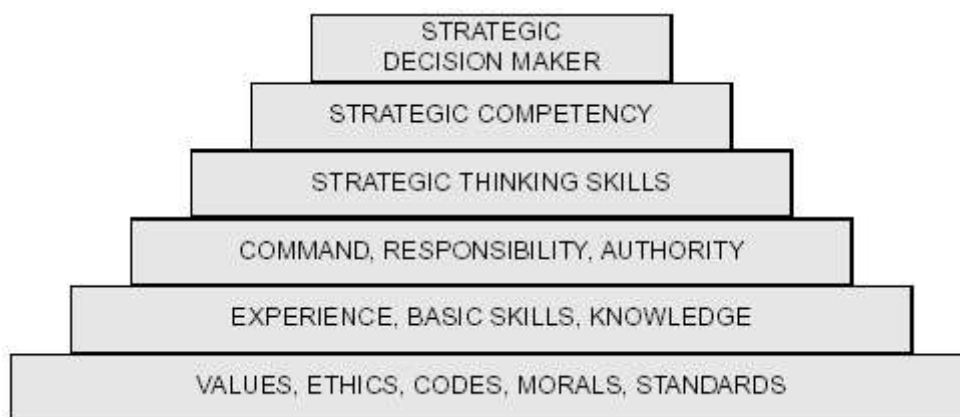 STRATEGIC
DECISION MAKER
STRATEGIC COMPETENCY
STRATEGIC THINKING SKILLS
COMMAND, RESPONSIBILITY, AUTHORITY
EXPERIENCE, BASIC SKILLS, KNOWLEDGE
VALUES, ETHICS, CODES, MORALS, STANDARDS